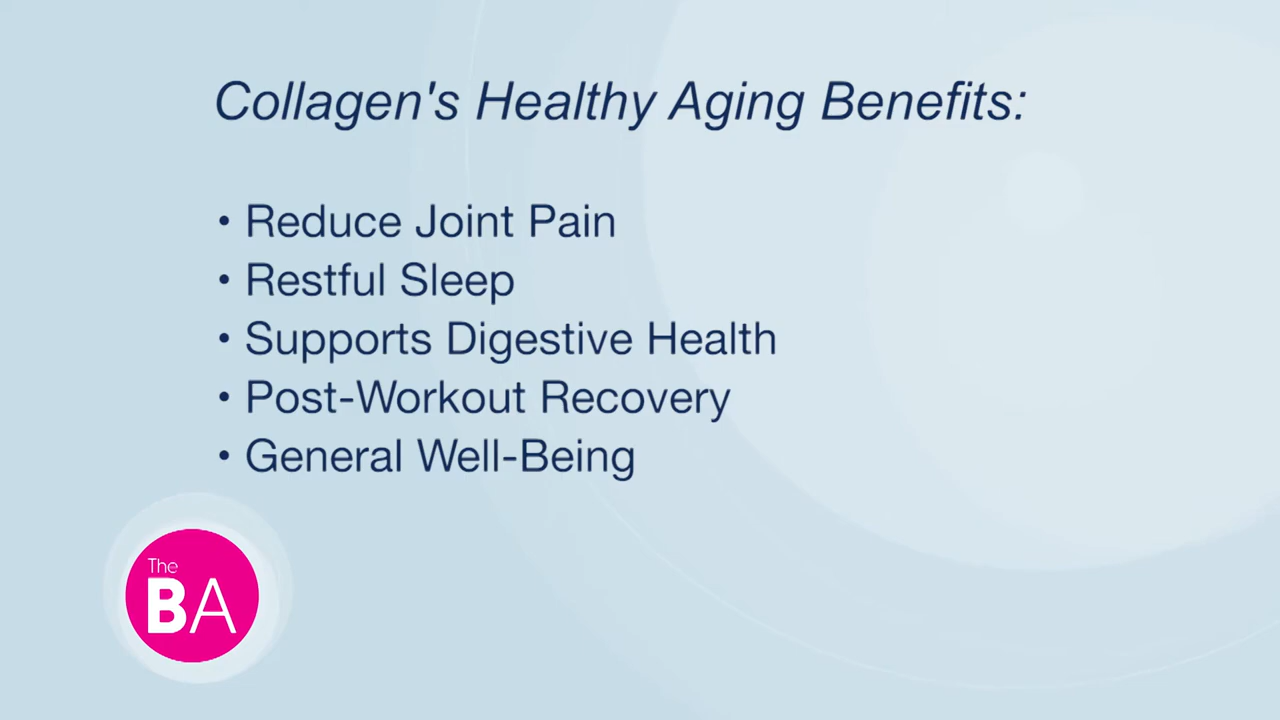 Collagen's Healthy Aging Benefits:
• Reduce Joint Pain
• Restful Sleep
• Supports Digestive Health
• Post-Workout Recovery
• General Well-Being
The
BA